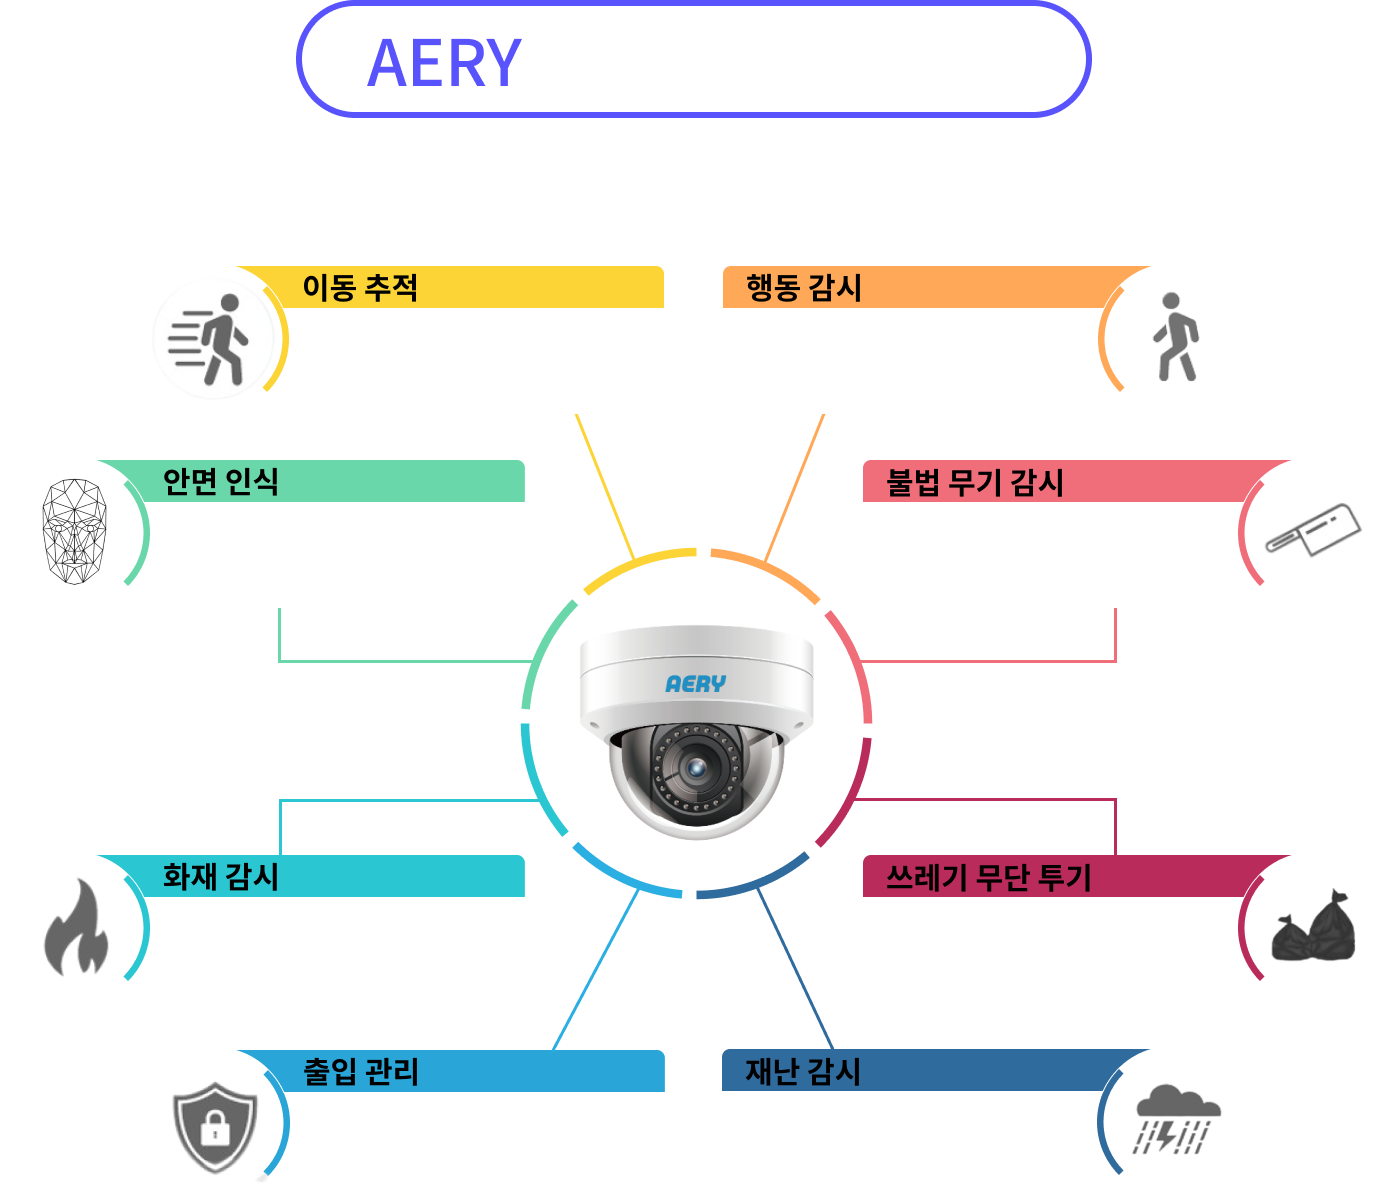 AERY
이동 추적
행동 감시
안면 인식
불법 무기 감시
AERY
화재 감시
쓰레기 무단 투기
출입 관리
재난 감시